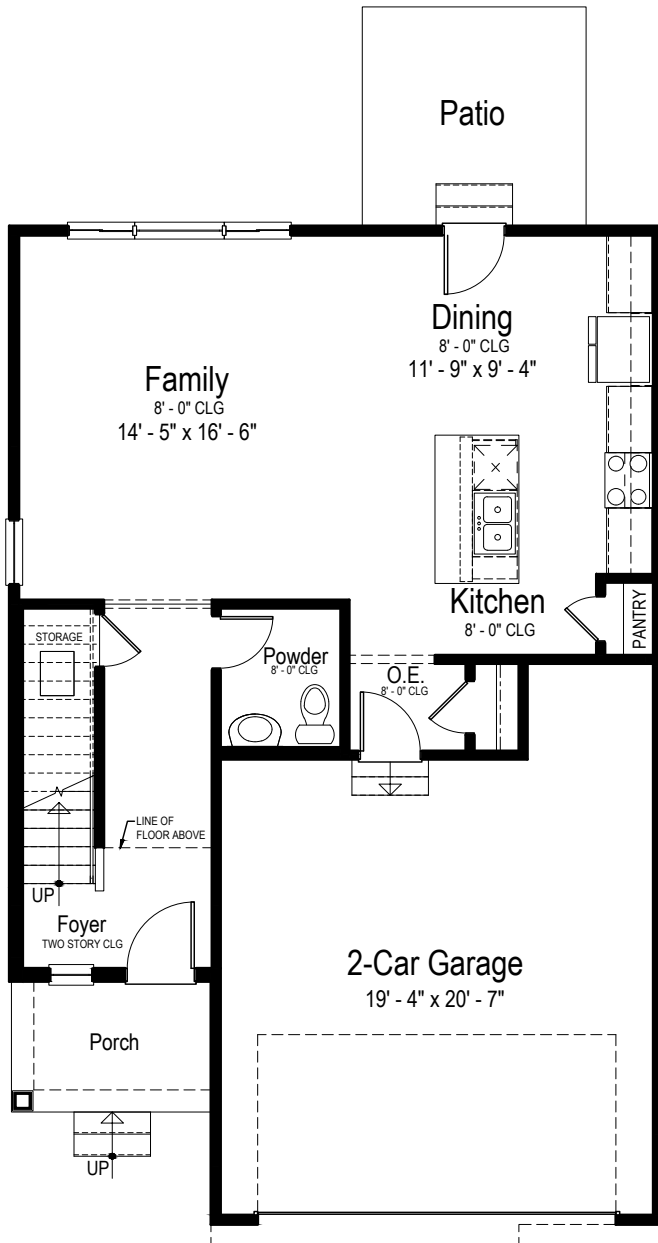 Patio
Dining
8' - 0" CLG
11' - 9" x 9' - 4"
Family
8' - 0" CLG
14' - 5" x 16' - 6"
Kitchen
8' - 0" CLG
PANTRY
STORAGE
Powder
8' - 0" CLG
O.E.
8' - 0" CLG
LINE OF
FLOOR ABOVE
UP
Foyer
TWO STORY CLG
2-Car Garage
19' - 4" x 20' - 7"
Porch
UP